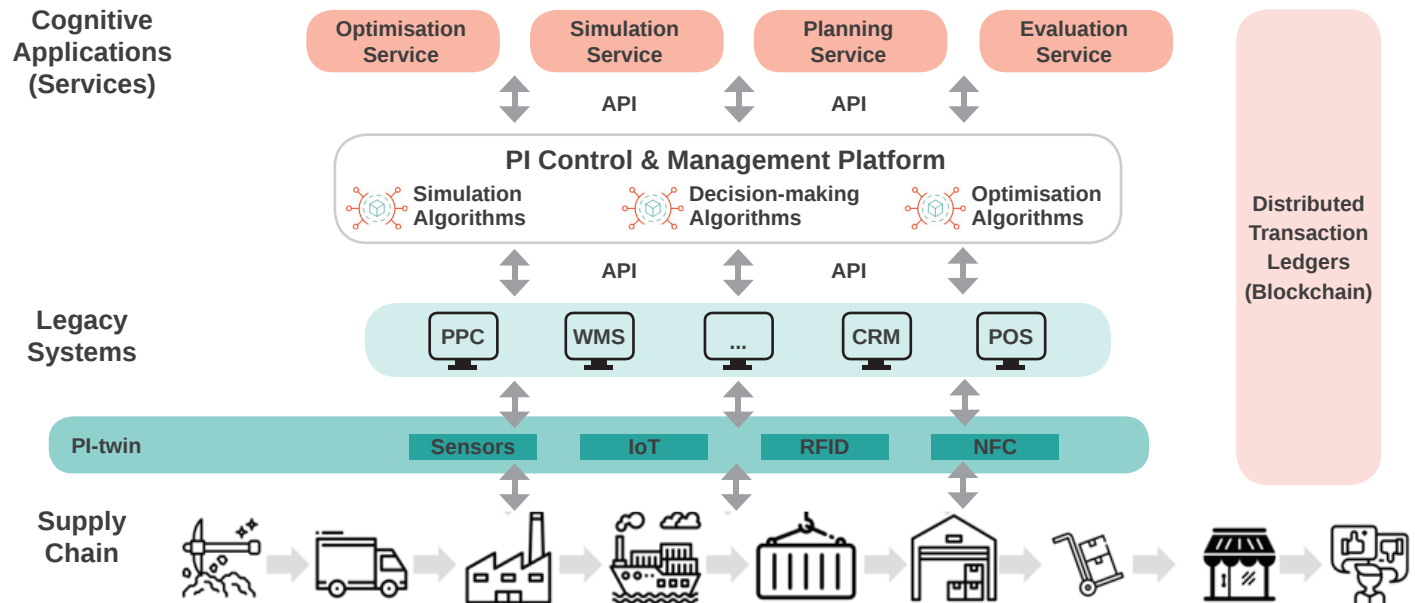 Cognitive
Applications
(Services)
Optimisation
Service
Simulation
Service
Planning
Service
Evaluation
Service
API
API
PI Control & Management Platform
Simulation
Algorithms
Decision-making
Algorithms
Optimisation
Algorithms
API
API
Distributed
Transaction
Ledgers
(Blockchain)
Legacy
Systems
PPC
WMS
...
CRM
POS
PI-twin
Sensors
IoT
RFID
NFC
Supply
Chain